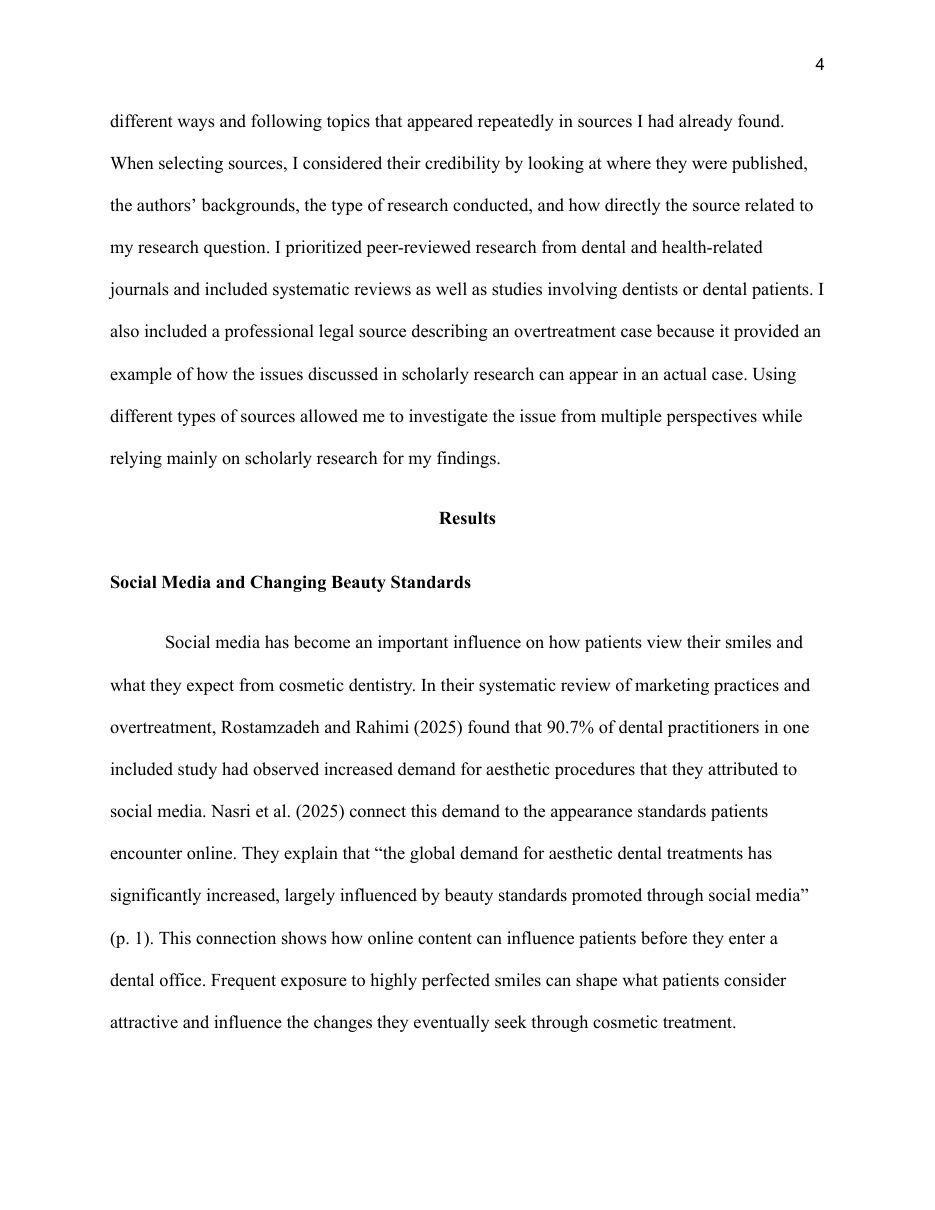 4
different ways and following topics that appeared repeatedly in sources I had already found.
When selecting sources, I considered their credibility by looking at where they were published,
the authors’ backgrounds, the type of research conducted, and how directly the source related to
my research question. I prioritized peer-reviewed research from dental and health-related
journals and included systematic reviews as well as studies involving dentists or dental patients. I
also included a professional legal source describing an overtreatment case because it provided an
example of how the issues discussed in scholarly research can appear in an actual case. Using
different types of sources allowed me to investigate the issue from multiple perspectives while
relying mainly on scholarly research for my findings.
Results
Social Media and Changing Beauty Standards
Social media has become an important influence on how patients view their smiles and
what they expect from cosmetic dentistry. In their systematic review of marketing practices and
overtreatment, Rostamzadeh and Rahimi (2025) found that 90.7% of dental practitioners in one
included study had observed increased demand for aesthetic procedures that they attributed to
social media. Nasri et al. (2025) connect this demand to the appearance standards patients
encounter online. They explain that “the global demand for aesthetic dental treatments has
significantly increased, largely influenced by beauty standards promoted through social media”
(p. 1). This connection shows how online content can influence patients before they enter a
dental office. Frequent exposure to highly perfected smiles can shape what patients consider
attractive and influence the changes they eventually seek through cosmetic treatment.